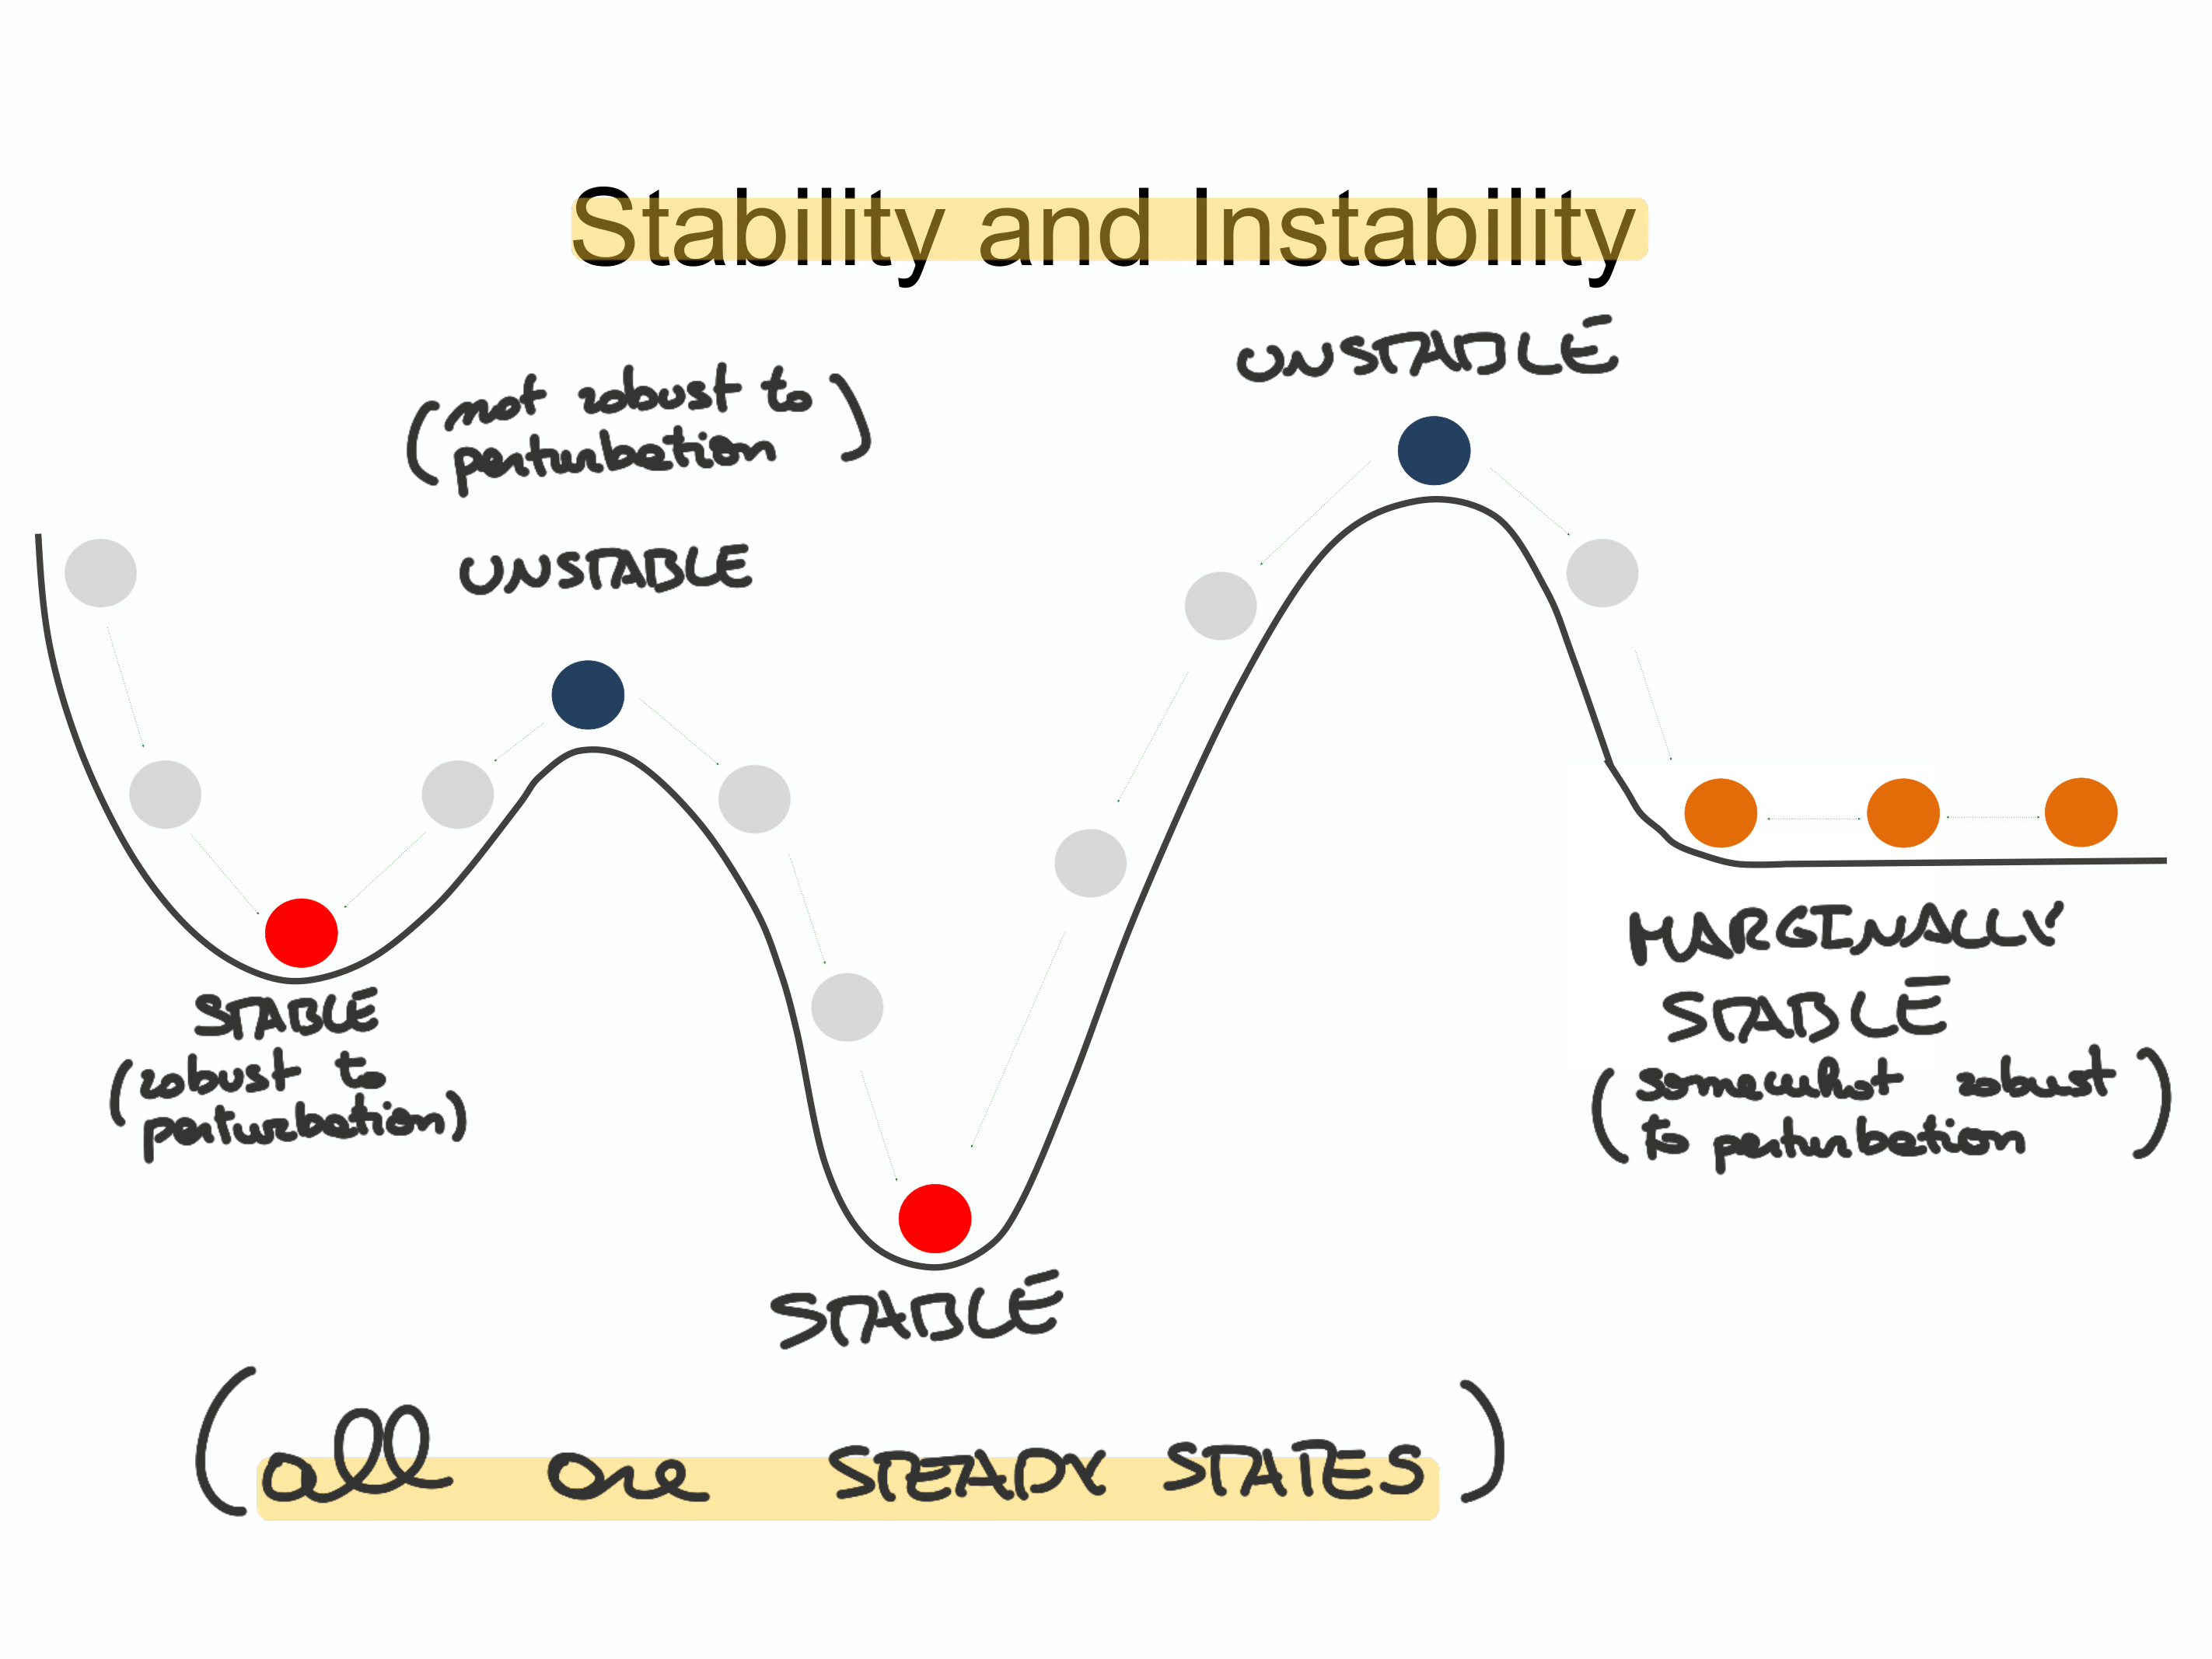 Stability and Instability
UNSTABLE
(not robust to
perturbation)
UNSTABLE
MARGINALLY
STABLE
(somewhat robust
to perturbation)
STABLE
(robust to
perturbation)
STABLE
(all are STEADY STATES)